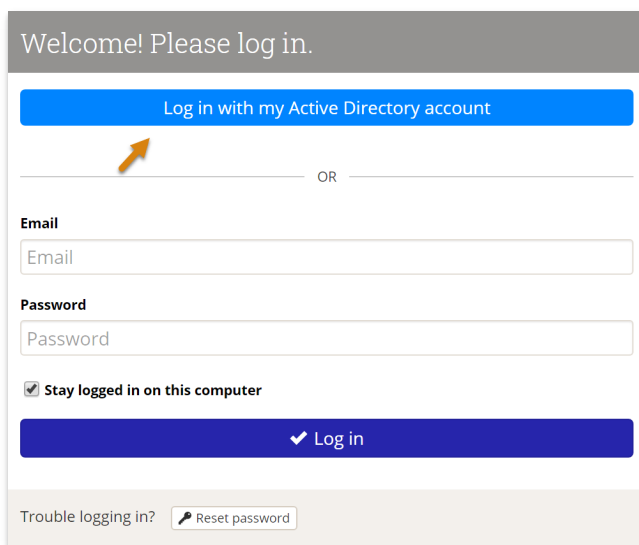 Welcome! Please log in.
Log in with my Active Directory account
OR
Email
Email
Password
Password
Stay logged in on this computer
Log in
Trouble logging in? Reset password